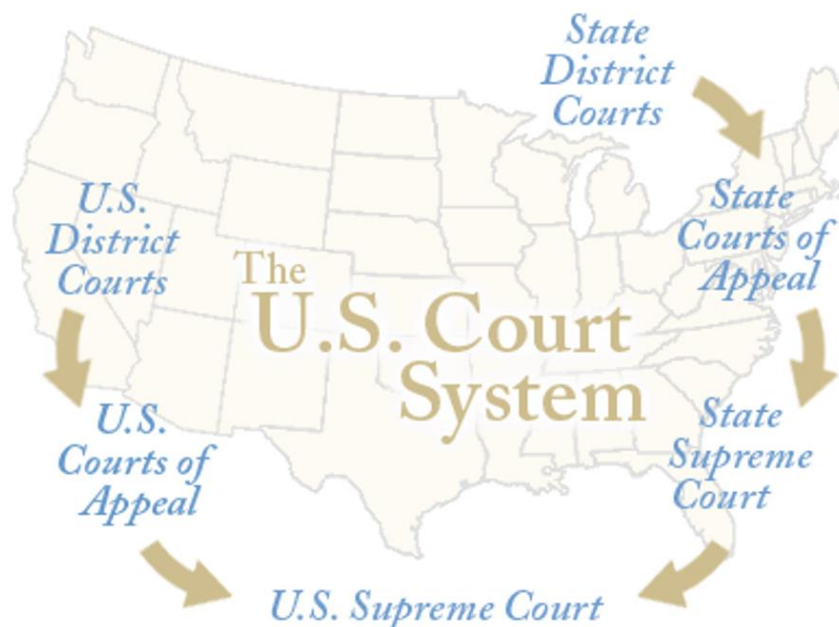 State
District
Courts
U.S.
District
Courts
State
Courts of
Appeal
The
U.S. Court
System
U.S.
Courts of
Appeal
State
Supreme
Court
U.S. Supreme Court